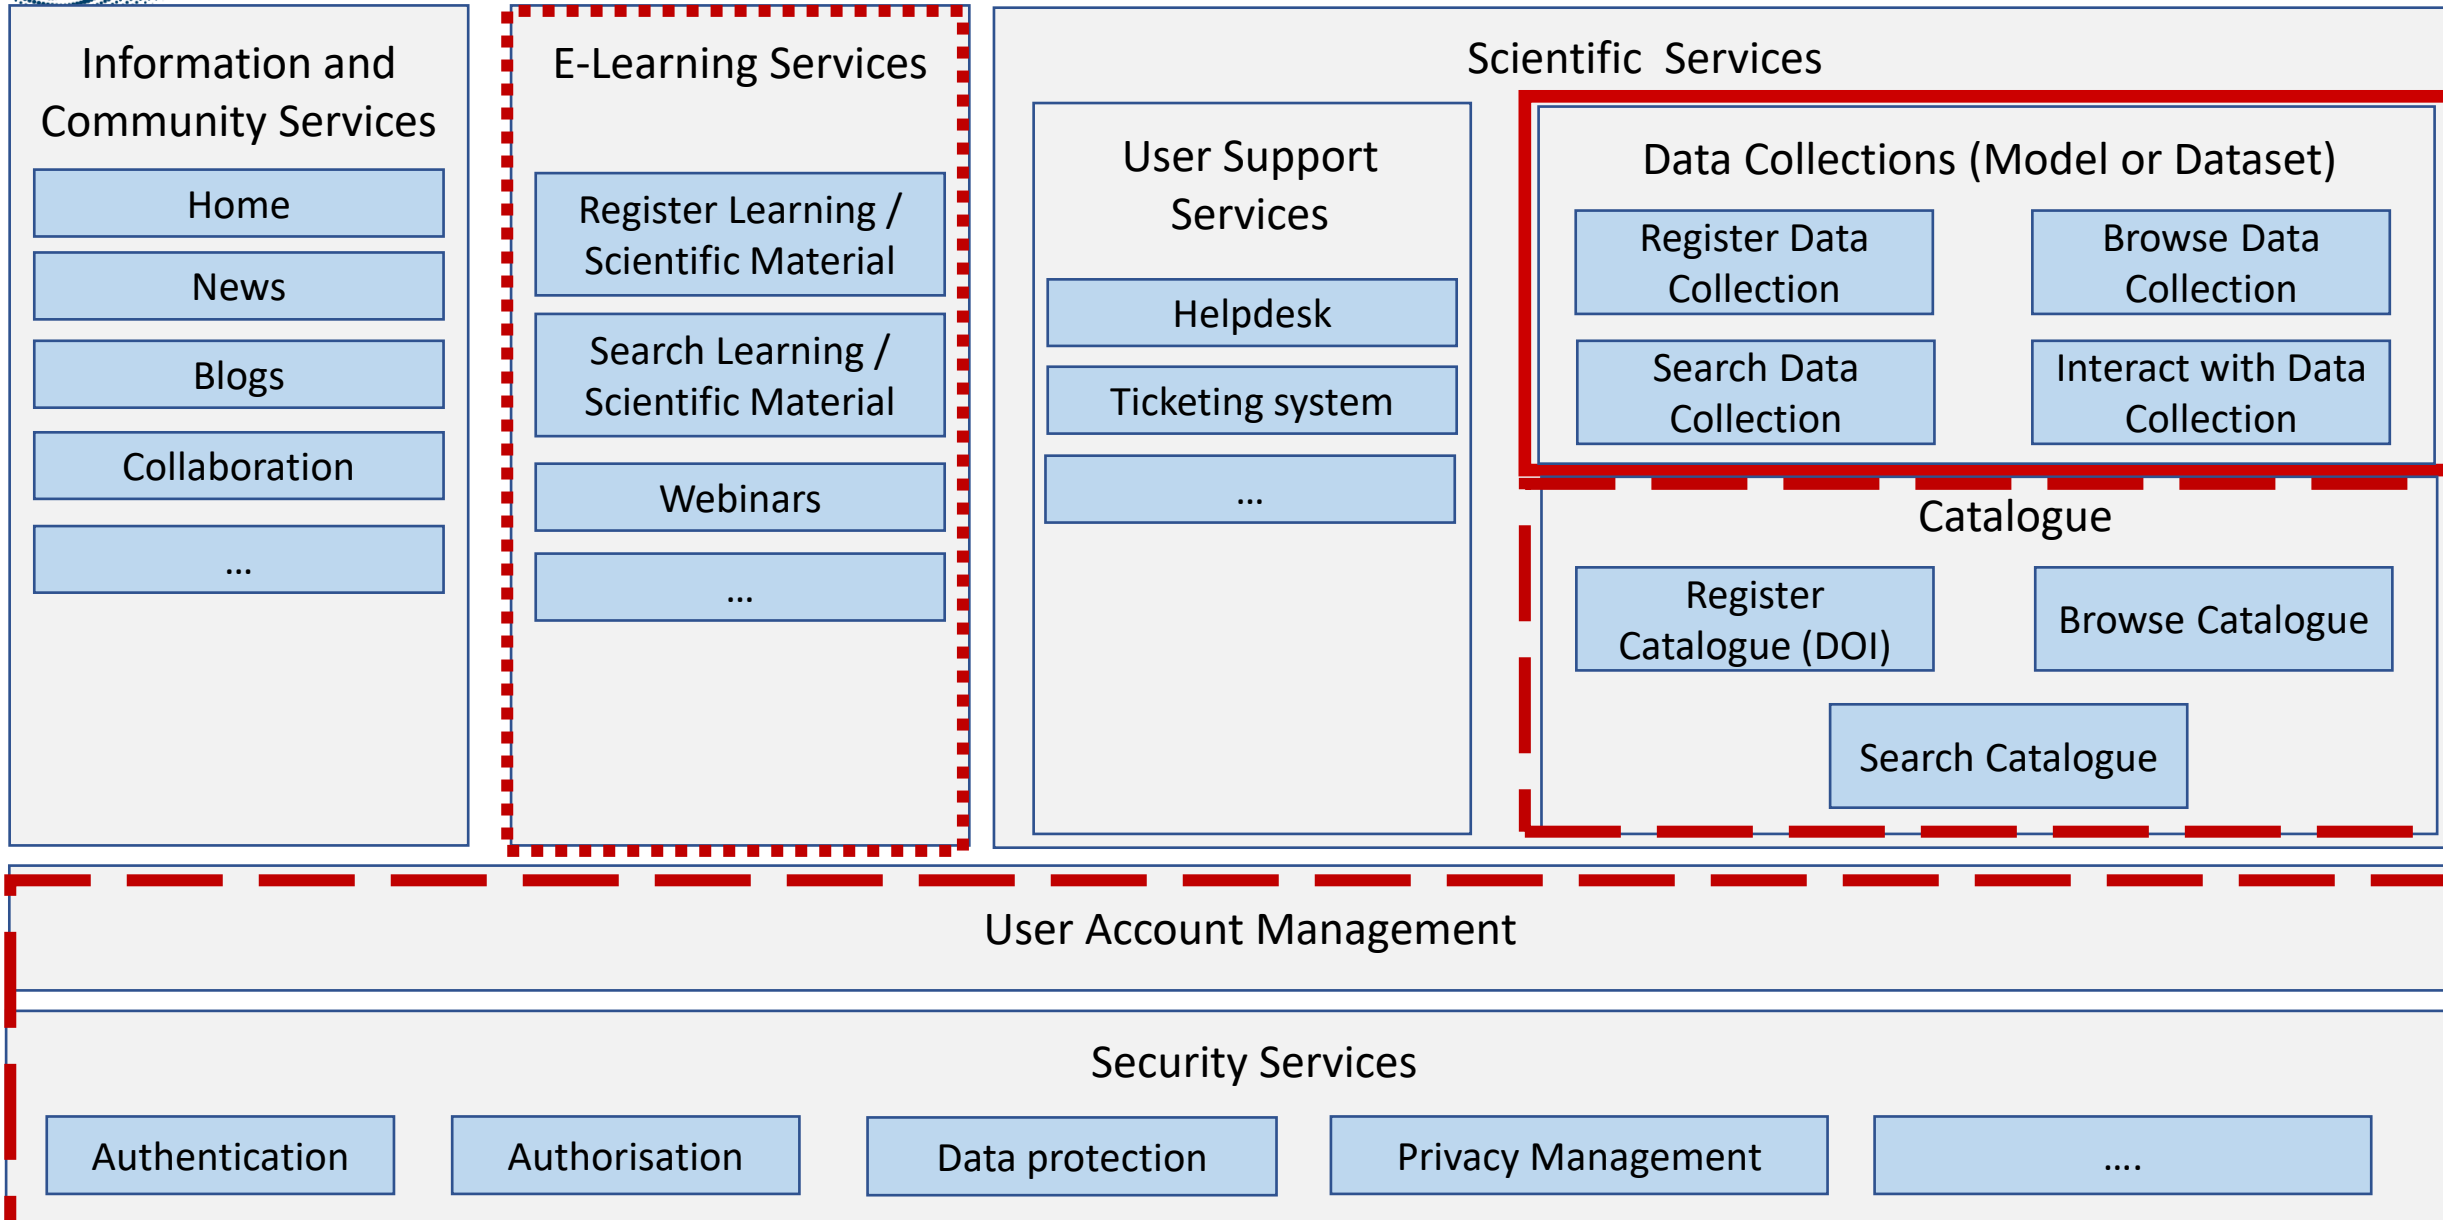 Information and
Community Services
Home
News
Blogs
Collaboration
...
E-Learning Services
Register Learning /
Scientific Material
Search Learning /
Scientific Material
Webinars
...
Scientific  Services
User Support
Services
Helpdesk
Ticketing system
...
Data Collections (Model or Dataset)
Register Data
Collection
Browse Data
Collection
Search Data
Collection
Interact with Data
Collection
Catalogue
Register
Catalogue (DOI)
Browse Catalogue
Search Catalogue
User Account Management
Security Services
Authentication
Authorisation
Data protection
Privacy Management
....